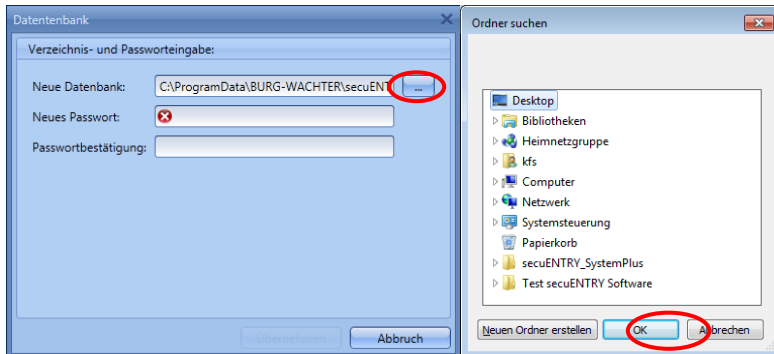 Datentenbank
Verzeichnis- und Passworteingabe:
Neue Datenbank: C:\ProgramData\BURG-WACHTER\secuENT ...
Neues Passwort:
Passwortbestätigung:
Übernehmen Abbruch
Ordner suchen
Desktop
Bibliotheken
Heimnetzgruppe
kfs
Computer
Netzwerk
Systemsteuerung
Papierkorb
secuENTRY_SystemPlus
Test secuENTRY Software
Neuen Ordner erstellen OK Abbrechen